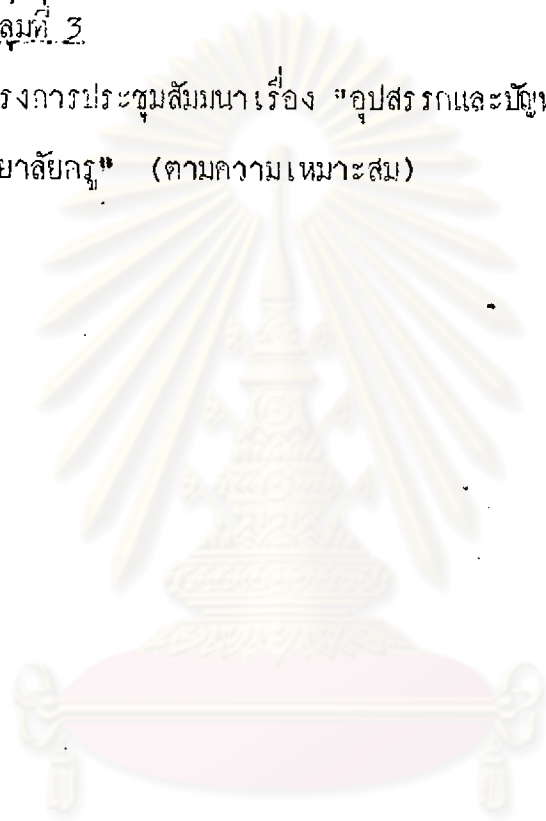 ลุมที่ 3
รงการประชุมสัมมนาเรื่อง "อุปสรรคและปัญห
ยาลัยครู" (ตามความเหมาะสม)